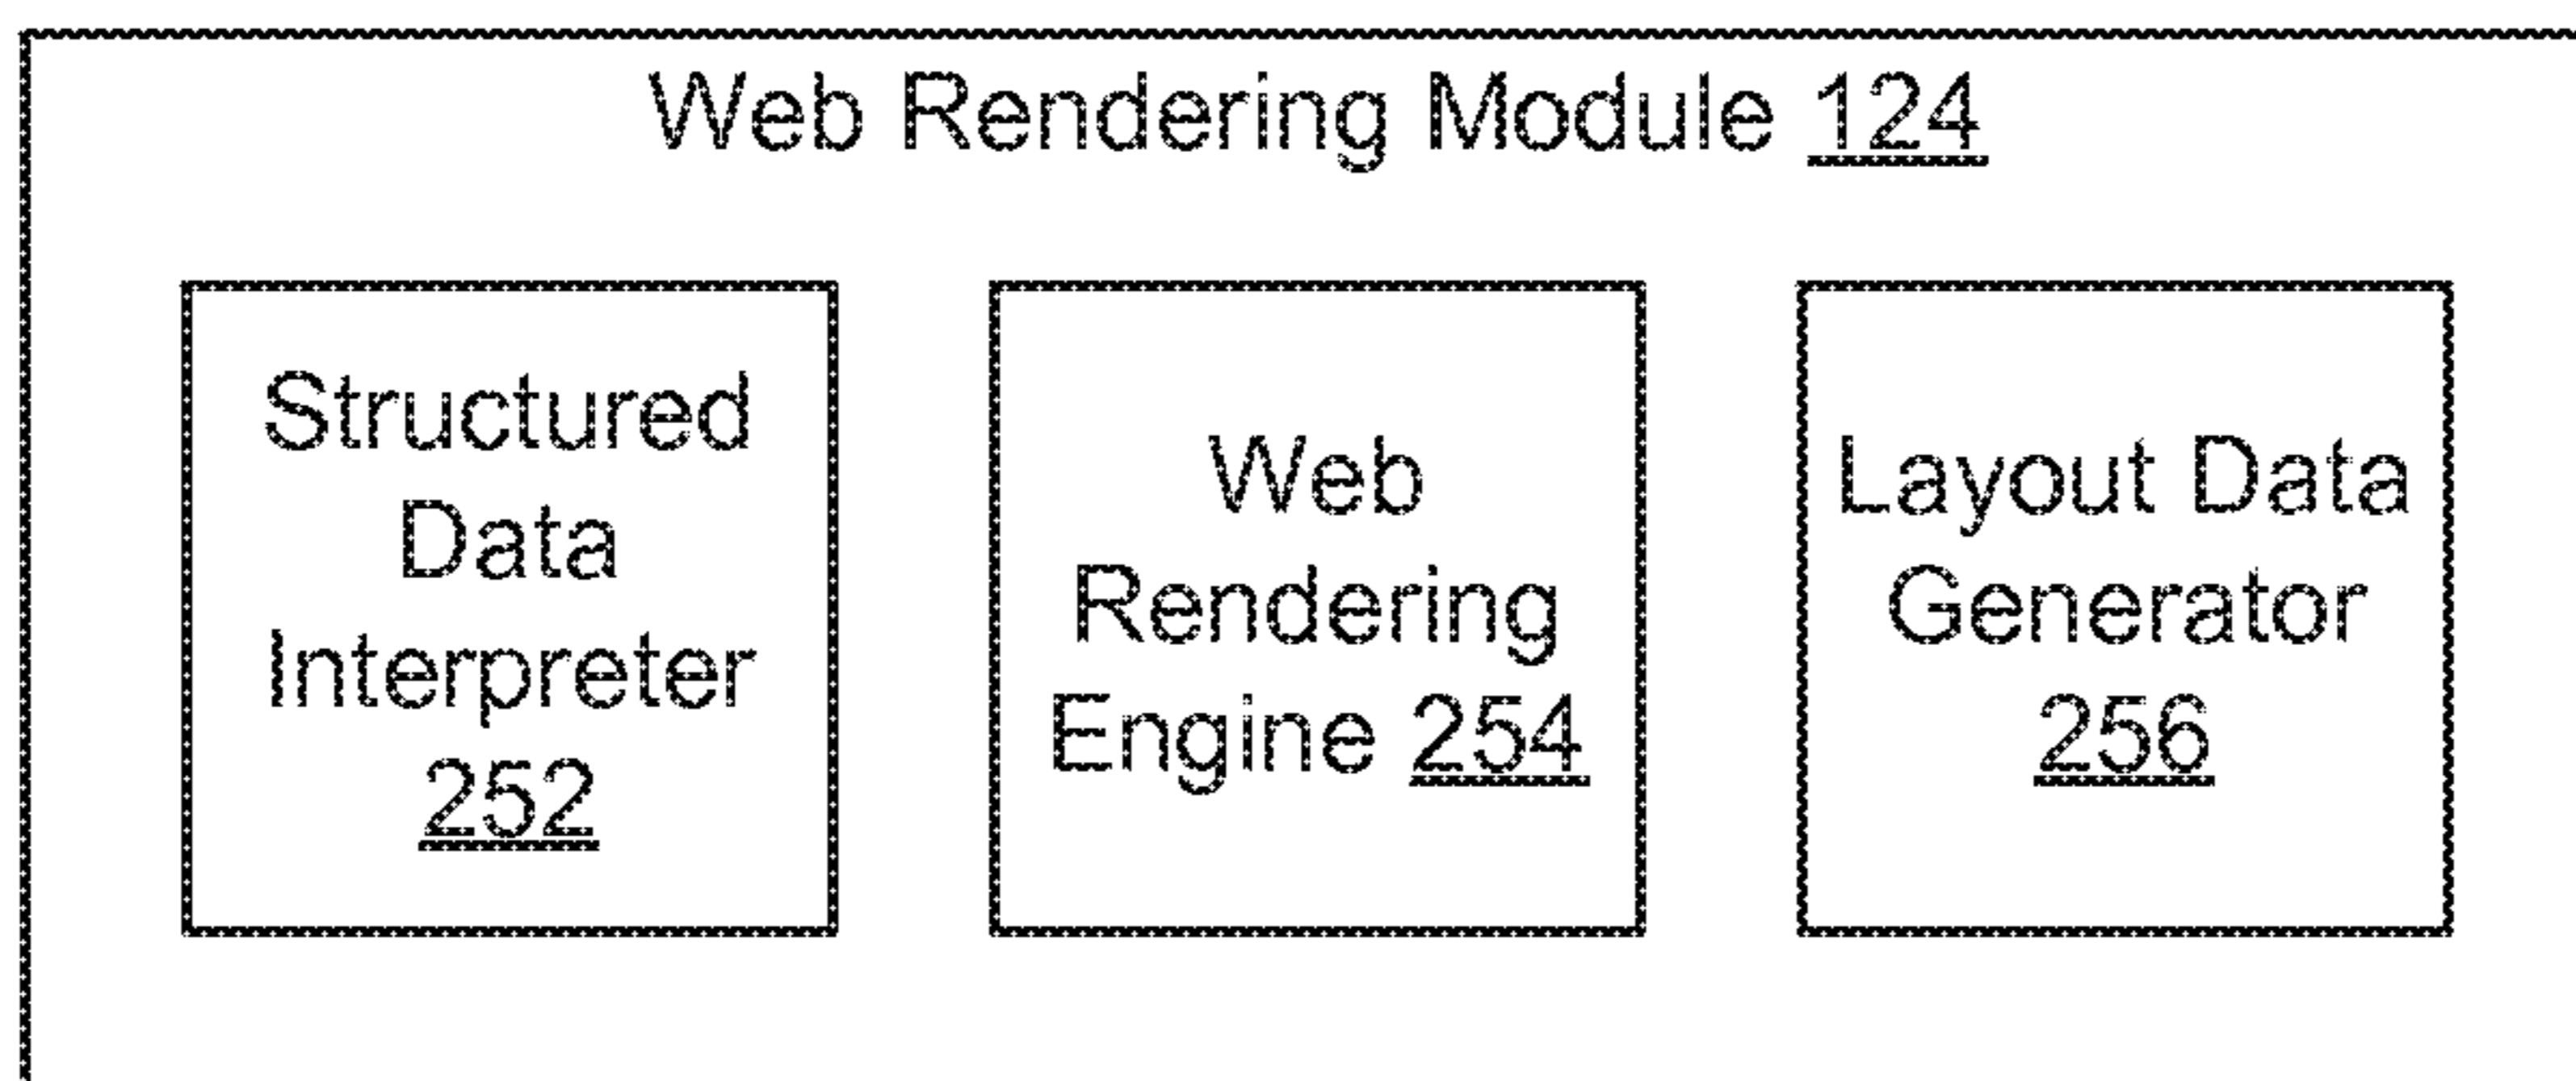 Web Rendering Module 124
Structured
Data
Interpreter
252
Web
Rendering
Engine 254
Layout Data
Generator
256